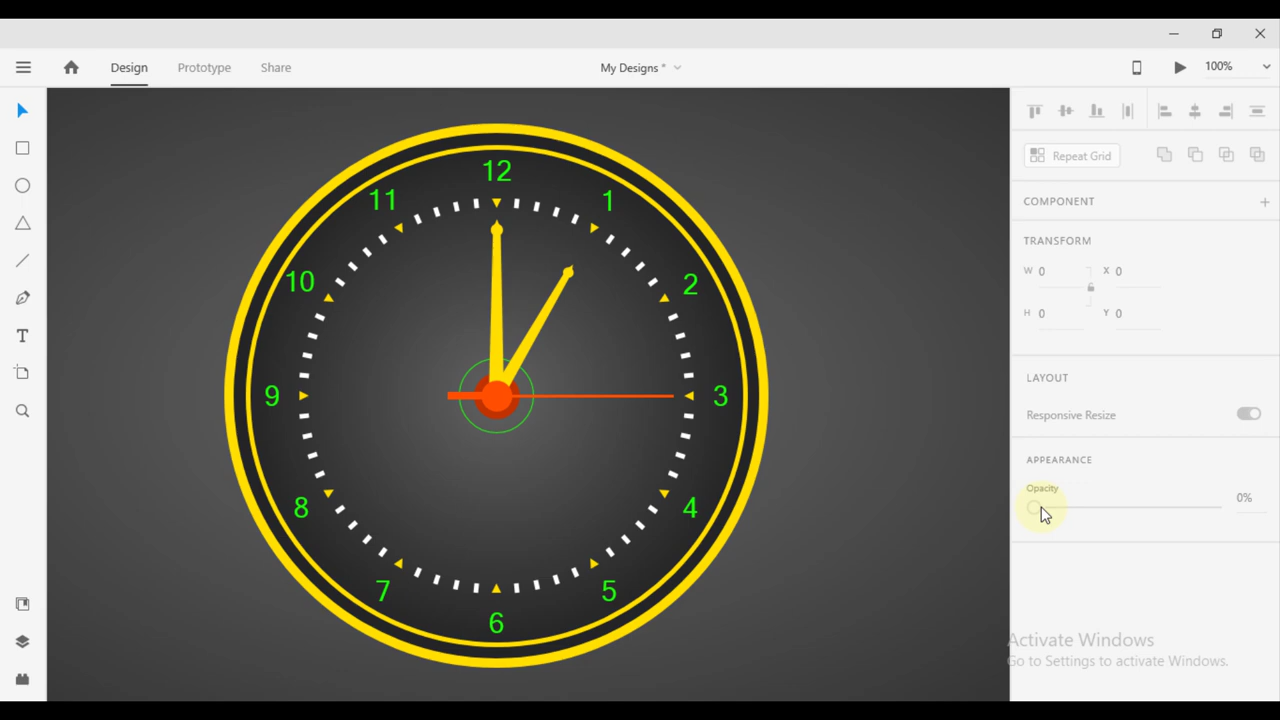 Design Prototype Share My Designs * 100%
12
11 1
10 2
9 3
8 4
7 5
6
Repeat Grid
COMPONENT +
TRANSFORM
W 0 X 0
H 0 Y 0
LAYOUT
Responsive Resize
APPEARANCE
Opacity
0%
Activate Windows
Go to Settings to activate Windows.